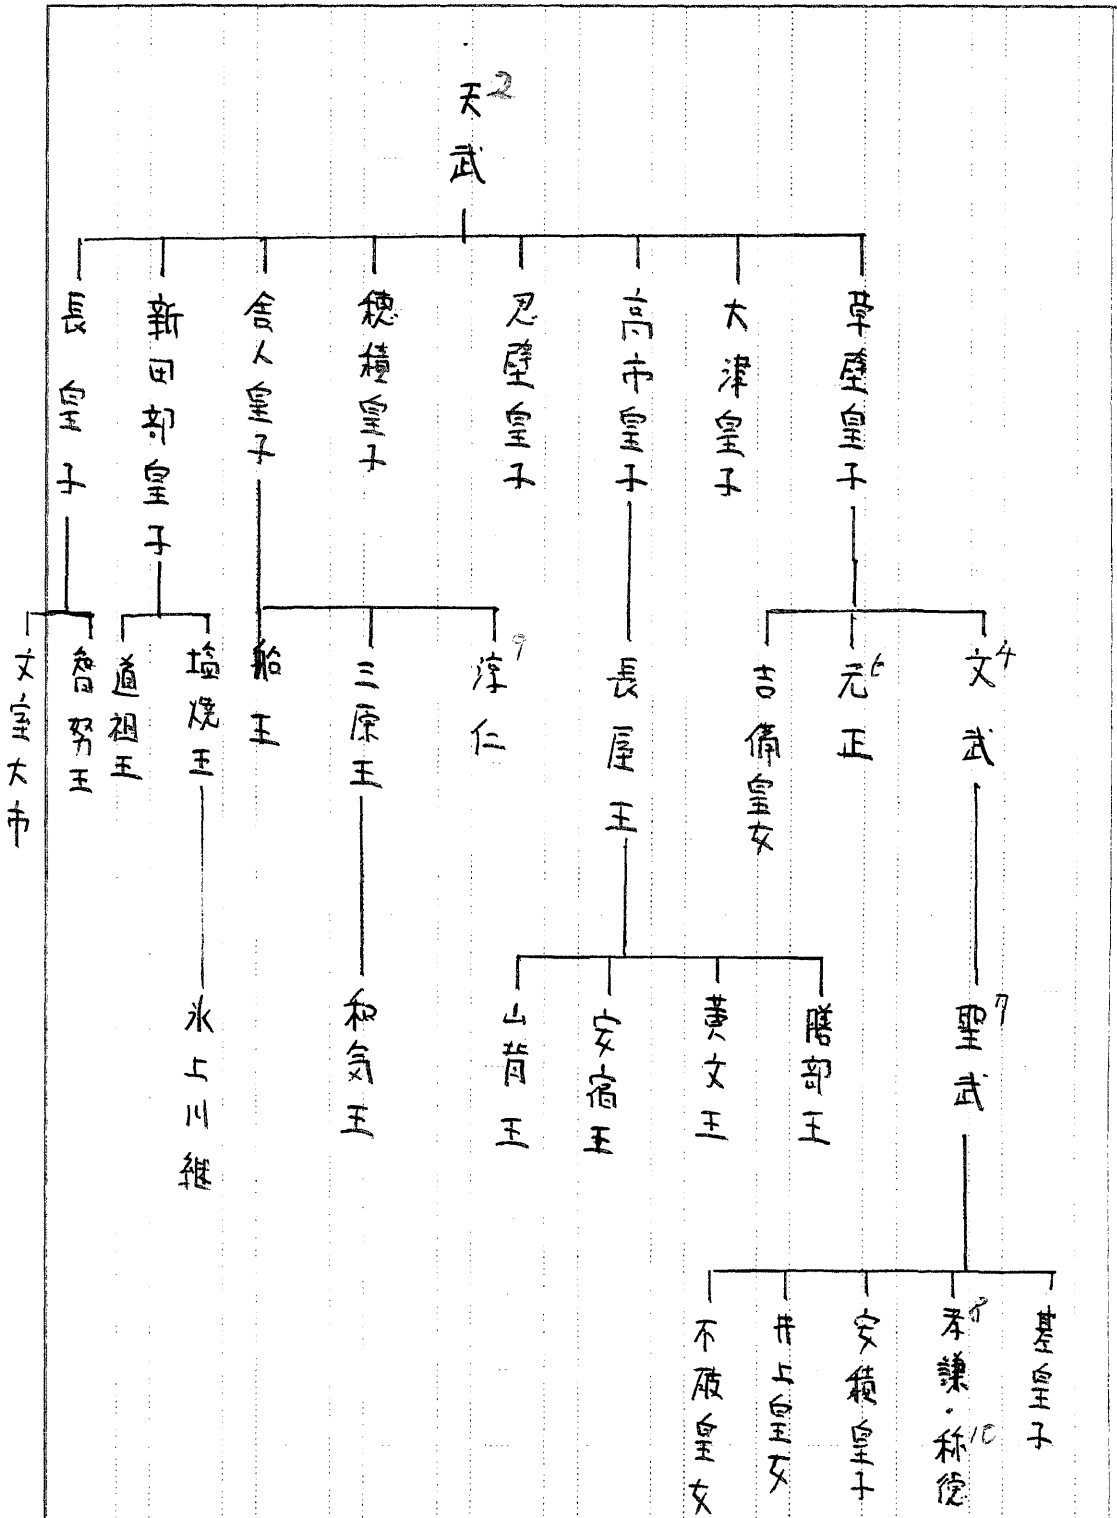 天武 2
草壁皇子
大津皇子
高市皇子
忍壁皇子
穂積皇子
舎人皇子
新田部皇子
長皇子
文武 4
元正 6
吉備皇女
長屋王
淳仁 9
三原王
船王
塩焼王
道祖王
智努王
文室大市
聖武 7
膳部王
黄文王
安宿王
山背王
和気王
氷上川継
基皇子
孝謙・称徳 8 10
安積皇子
井上皇女
不破皇女